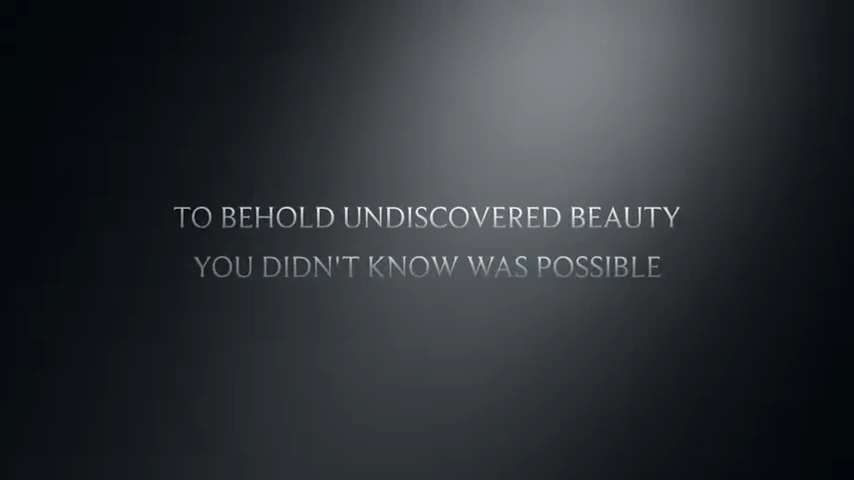 TO BEHOLD UNDISCOVERED BEAUTY
YOU DIDN'T KNOW WAS POSSIBLE